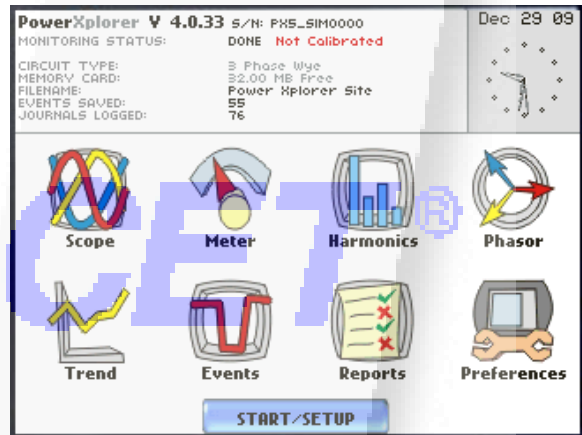 PowerXplorer V 4.0.33 S/N: PX5_SIM0000
Dec 29 09
MONITORING STATUS: DONE Not Calibrated
CIRCUIT TYPE: 3 Phase Wye
MEMORY CARD: 32.00 MB Free
FILENAME: Power Xplorer Site
EVENTS SAVED: 55
JOURNALS LOGGED: 76
CET®
Scope Meter Harmonics Phasor
Trend Events Reports Preferences
START/SETUP